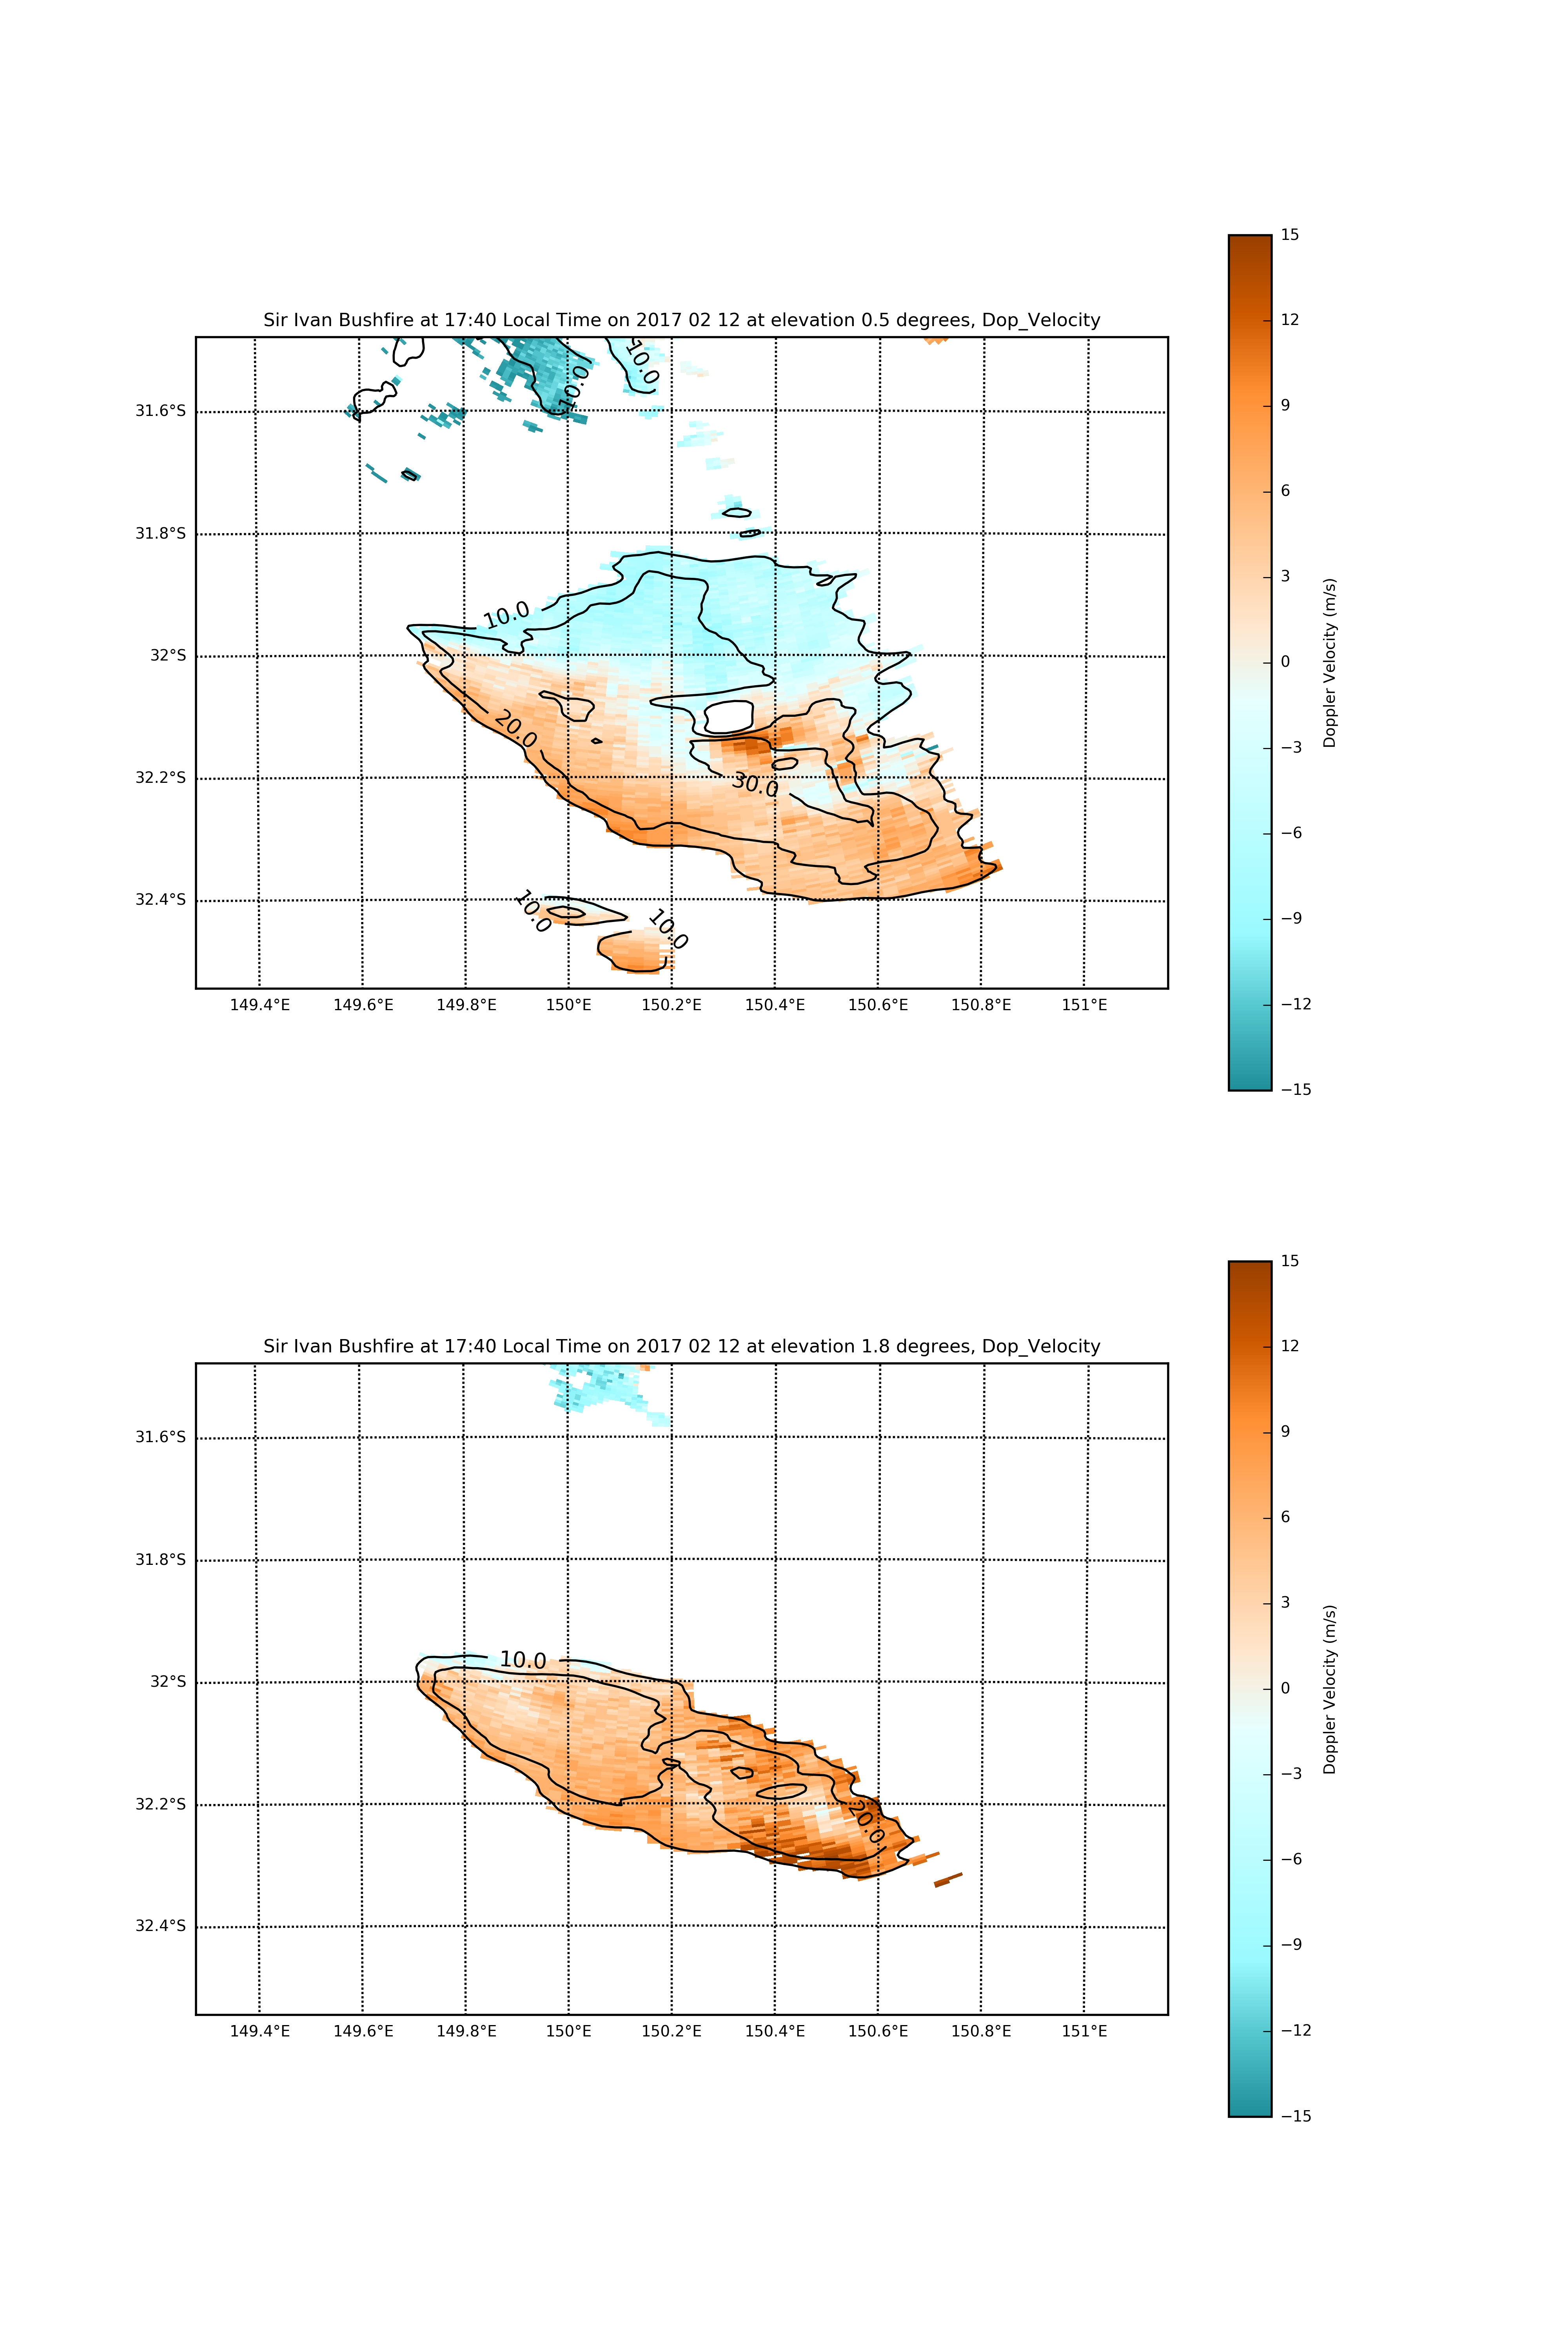 Sir Ivan Bushfire at 17:40 Local Time on 2017 02 12 at elevation 0.5 degrees, Dop_Velocity
31.6°S
31.8°S
32°S
32.2°S
32.4°S
149.4°E 149.6°E 149.8°E 150°E 150.2°E 150.4°E 150.6°E 150.8°E 151°E
10.0
10.0
10.0
20.0
30.0
10.0
10.0
15
12
9
6
3
0
−3
−6
−9
−12
−15
Doppler Velocity (m/s)
Sir Ivan Bushfire at 17:40 Local Time on 2017 02 12 at elevation 1.8 degrees, Dop_Velocity
31.6°S
31.8°S
32°S
32.2°S
32.4°S
149.4°E 149.6°E 149.8°E 150°E 150.2°E 150.4°E 150.6°E 150.8°E 151°E
10.0
20.0
15
12
9
6
3
0
−3
−6
−9
−12
−15
Doppler Velocity (m/s)